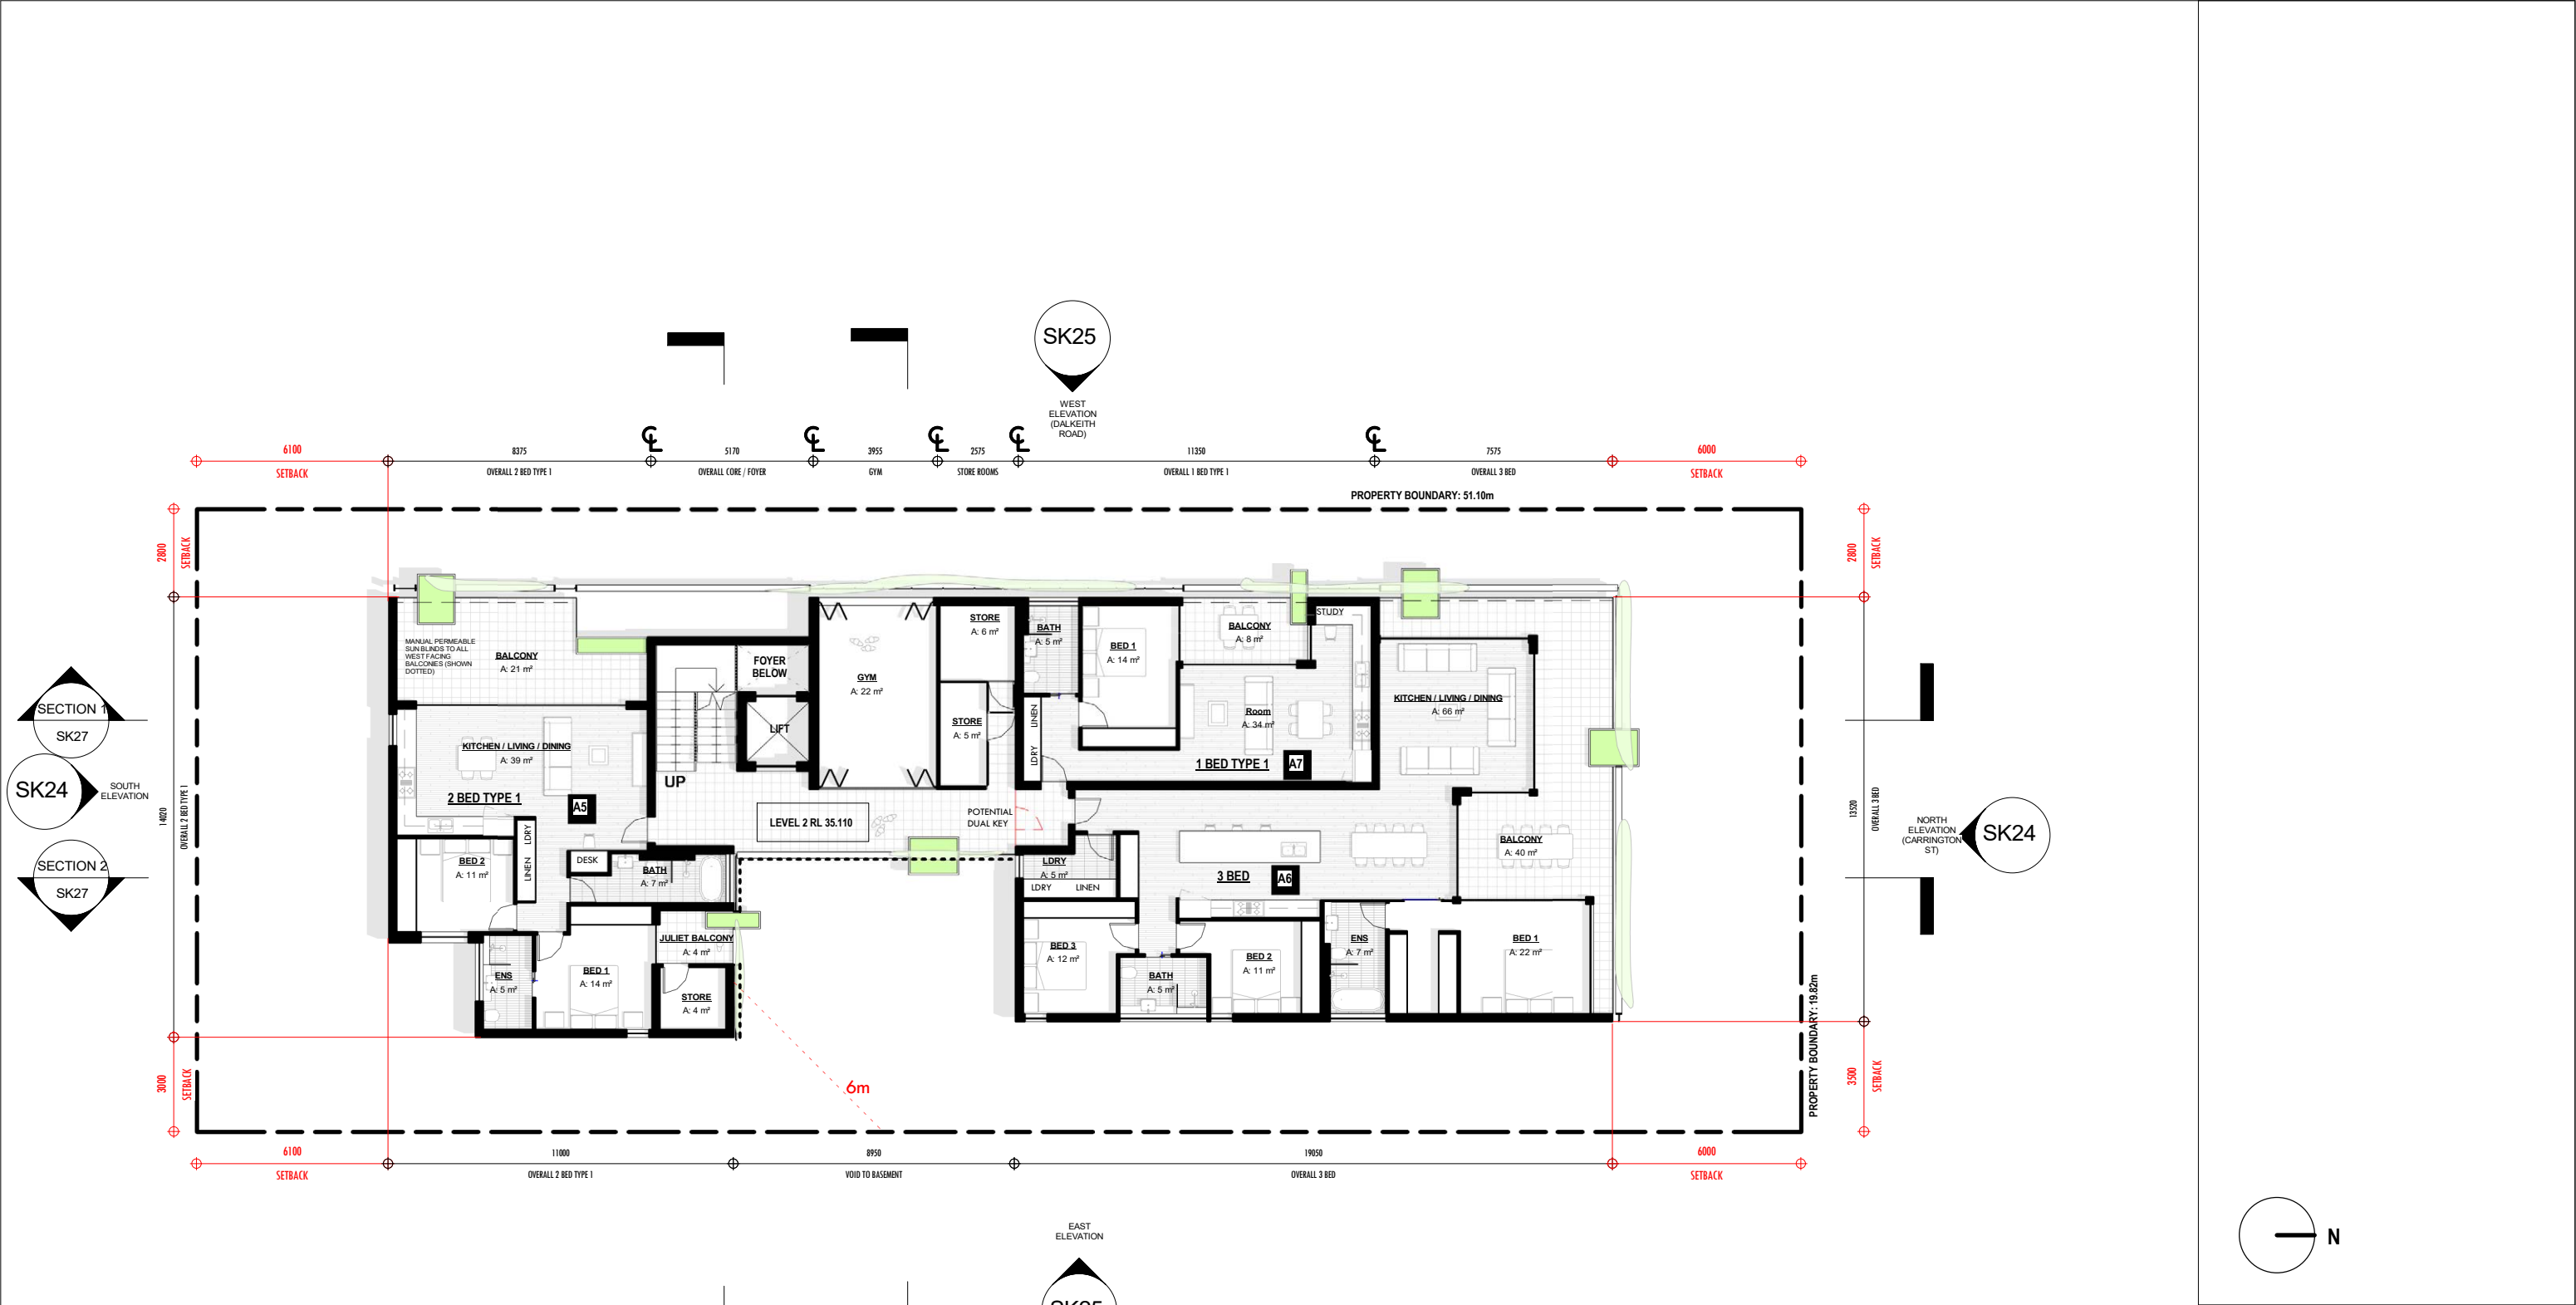 SK25
WEST
ELEVATION
(DALKEITH
ROAD)
6100
8375
5170
3955
2575
11350
7575
6000
SETBACK
OVERALL 2 BED TYPE 1
OVERALL CORE / FOYER
GYM
STORE ROOMS
OVERALL 1 BED TYPE 1
OVERALL 3 BED
SETBACK
PROPERTY BOUNDARY: 51.10m
2800
SETBACK
2800
SETBACK
MANUAL PERMEABLE
SUN BLINDS TO ALL
WEST FACING
BALCONIES (SHOWN
DOTTED)
BALCONY
A: 21 m²
FOYER
BELOW
LIFT
UP
GYM
A: 22 m²
STORE
A: 6 m²
STORE
A: 5 m²
BATH
A: 5 m²
LINEN
LDRY
BED 1
A: 14 m²
BALCONY
A: 8 m²
STUDY
Room
A: 34 m²
1 BED TYPE 1
A7
KITCHEN / LIVING / DINING
A: 66 m²
SECTION 1
SK27
SK24
SOUTH
ELEVATION
SECTION 2
SK27
14020
OVERALL 2 BED TYPE 1
KITCHEN / LIVING / DINING
A: 39 m²
2 BED TYPE 1
A5
LEVEL 2 RL 35.110
POTENTIAL
DUAL KEY
BALCONY
A: 40 m²
13520
OVERALL 3 BED
NORTH
ELEVATION
(CARRINGTON
ST)
SK24
BED 2
A: 11 m²
LDRY
LINEN
DESK
BATH
A: 7 m²
LDRY
A: 5 m²
LDRY
LINEN
3 BED
A6
JULIET BALCONY
A: 4 m²
ENS
A: 5 m²
BED 1
A: 14 m²
STORE
A: 4 m²
BED 3
A: 12 m²
BATH
A: 5 m²
BED 2
A: 11 m²
ENS
A: 7 m²
BED 1
A: 22 m²
3000
SETBACK
6m
PROPERTY BOUNDARY: 19.82m
3500
SETBACK
6100
11000
8950
19050
6000
SETBACK
OVERALL 2 BED TYPE 1
VOID TO BASEMENT
OVERALL 3 BED
SETBACK
EAST
ELEVATION
SK25
N